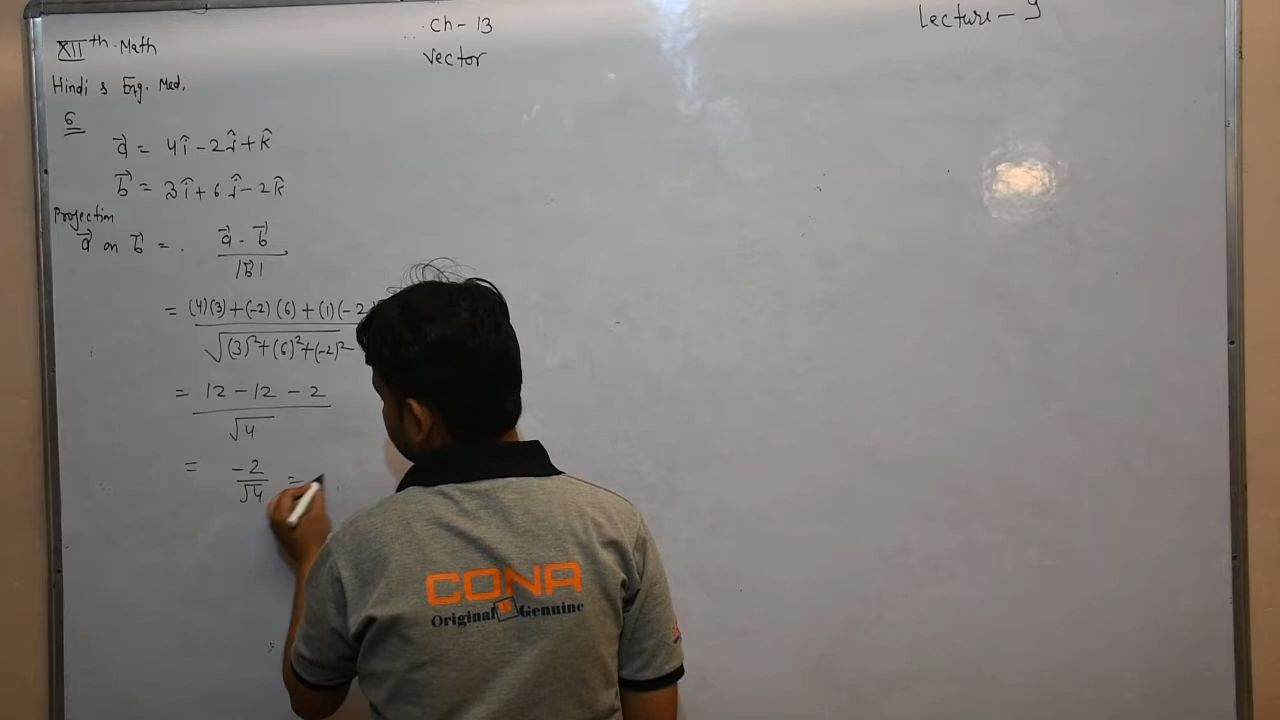 Ch - 13
Lecture - 9
XIIth Math
vector
Hindi & Eng. Med.
6
a⃗ = 4î - 2ĵ + k̂
b⃗ = 3î + 6ĵ - 2k̂
Projection
a⃗ on b⃗ = a⃗ . b⃗ / |b⃗|
= (4)(3) + (-2)(6) + (1)(-2 / √(3)² + (6)² + (-2)²
= 12 - 12 - 2 / √4
= -2 / √4 =
CONA
Original Genuine